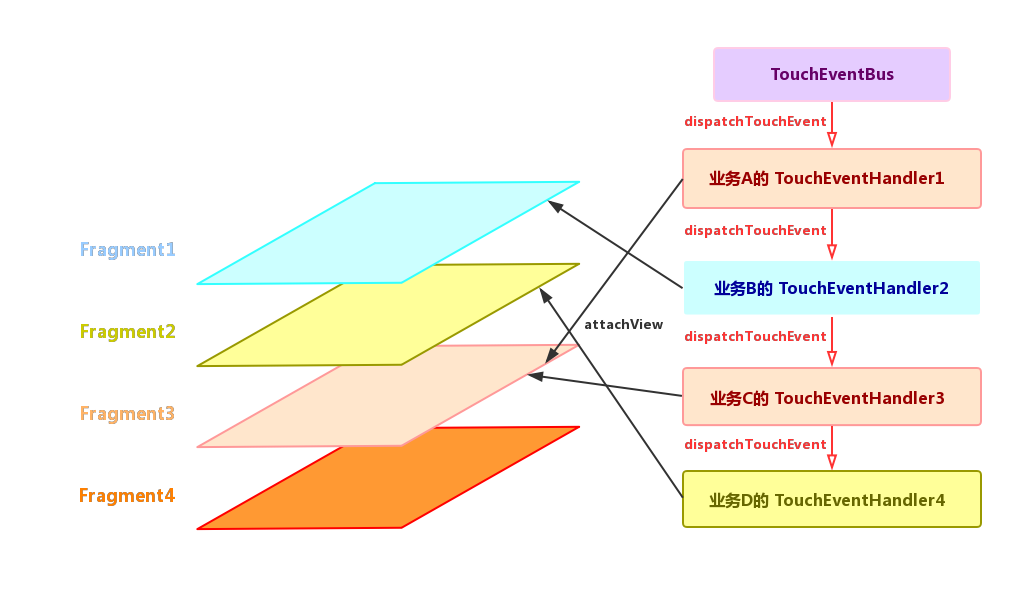 TouchEventBus
dispatchTouchEvent
业务A的 TouchEventHandler1
dispatchTouchEvent
Fragment1
业务B的 TouchEventHandler2
attachView
Fragment2
dispatchTouchEvent
业务C的 TouchEventHandler3
Fragment3
dispatchTouchEvent
Fragment4
业务D的 TouchEventHandler4